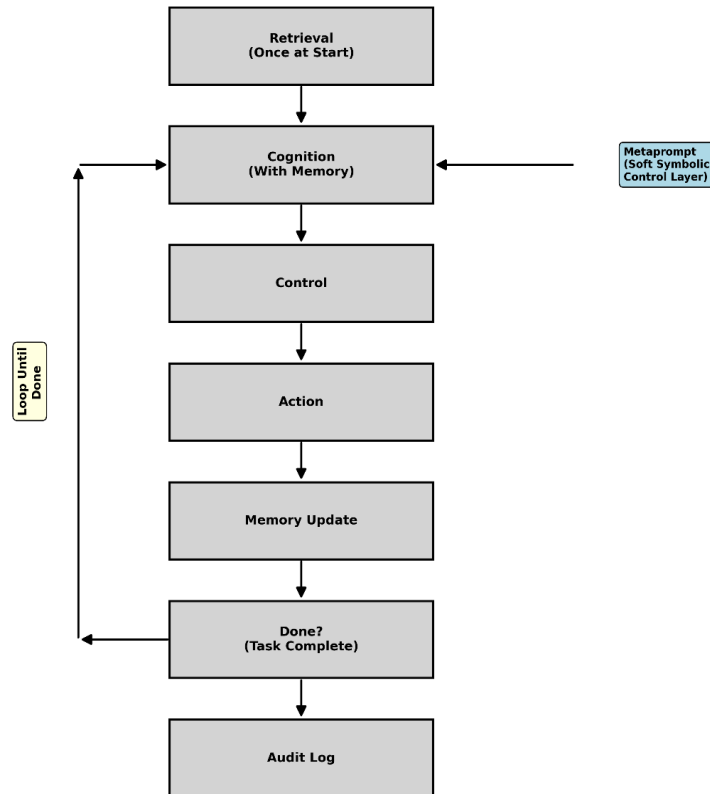 Retrieval
(Once at Start)
Cognition
(With Memory)
Metaprompt
(Soft Symbolic
Control Layer)
Control
Action
Loop Until
Done
Memory Update
Done?
(Task Complete)
Audit Log